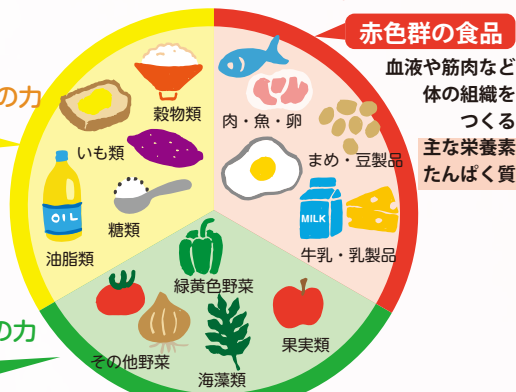 赤色群の食品
血液や筋肉など
体の組織を
つくる
主な栄養素
たんぱく質
の力
穀物類
いも類
OIL
糖類
油脂類
肉・魚・卵
まめ・豆製品
MILK
牛乳・乳製品
の力
緑黄色野菜
その他野菜
海藻類
果実類